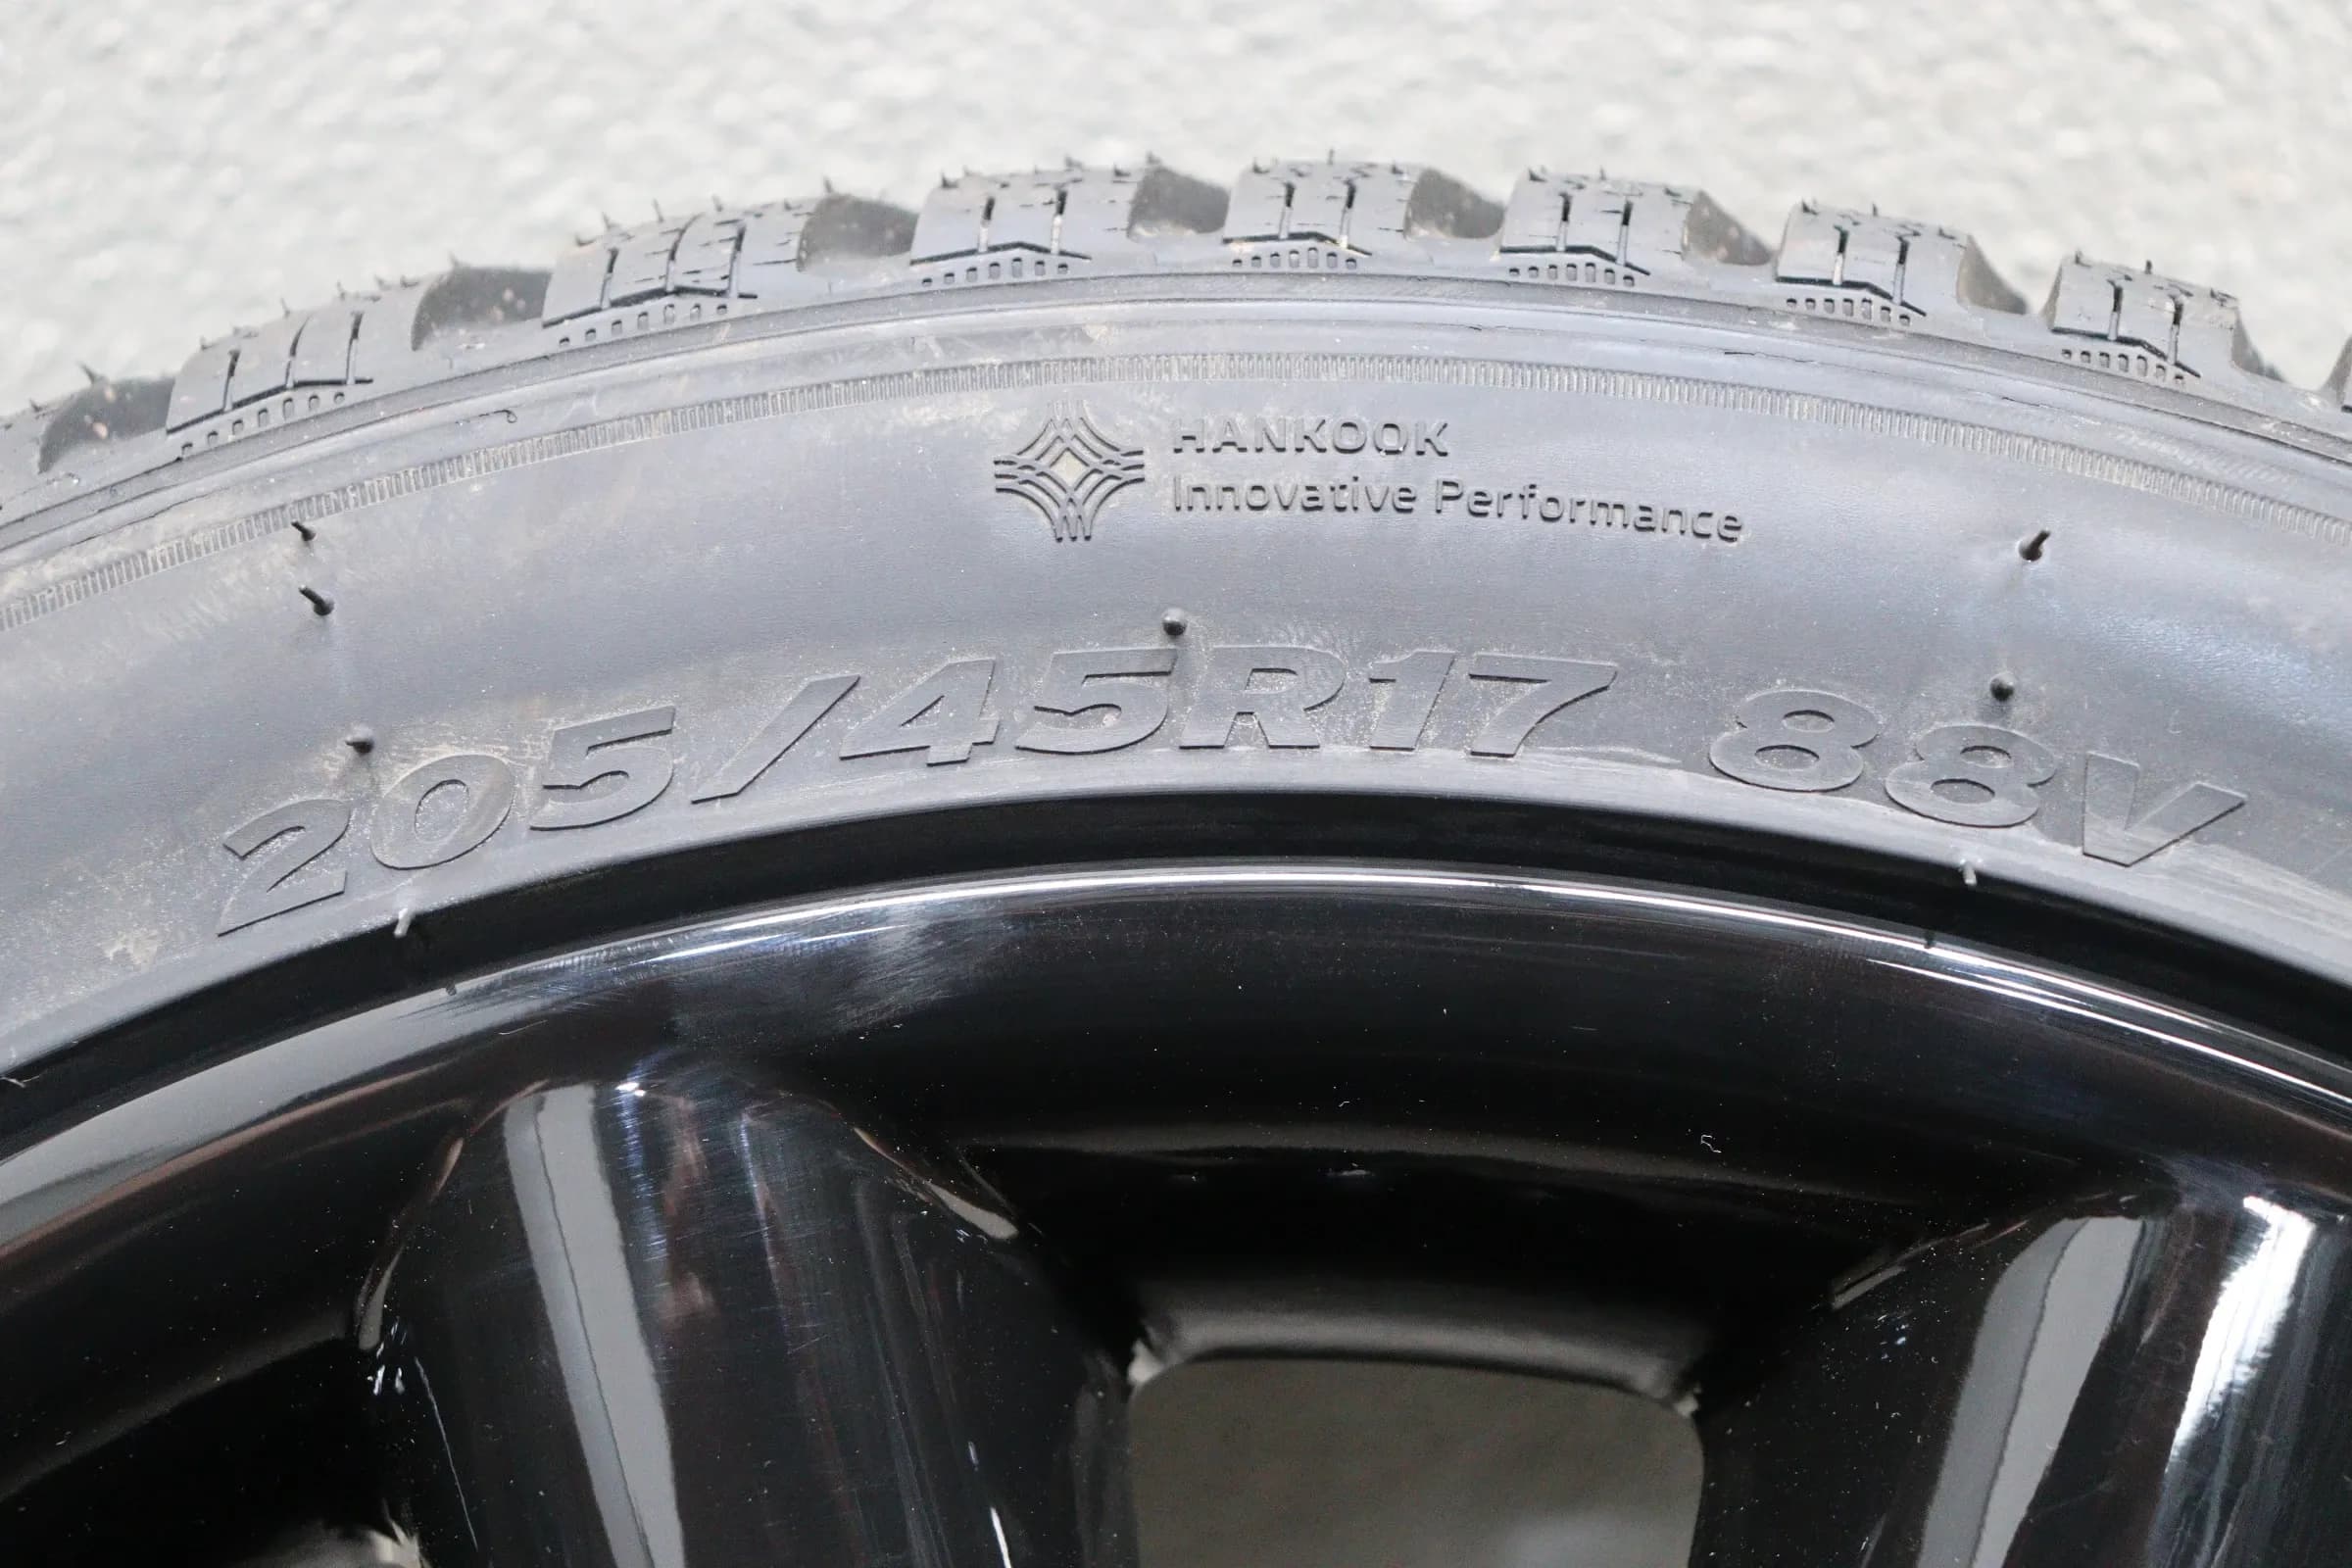 HANKOOK
Innovative Performance
205/45R17 88V